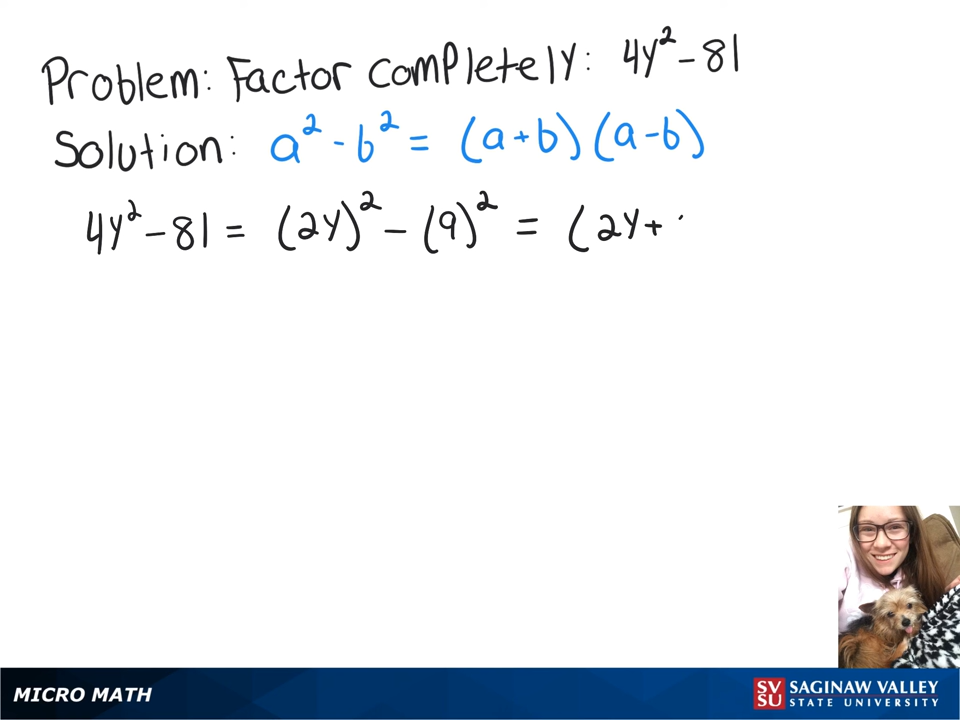 Problem: Factor completely: 4y² - 81
Solution: a² - b² = (a + b) (a - b)
4y² - 81 = (2y)² - (9)² = (2y +
MICRO MATH
SVSU SAGINAW VALLEY
STATE UNIVERSITY